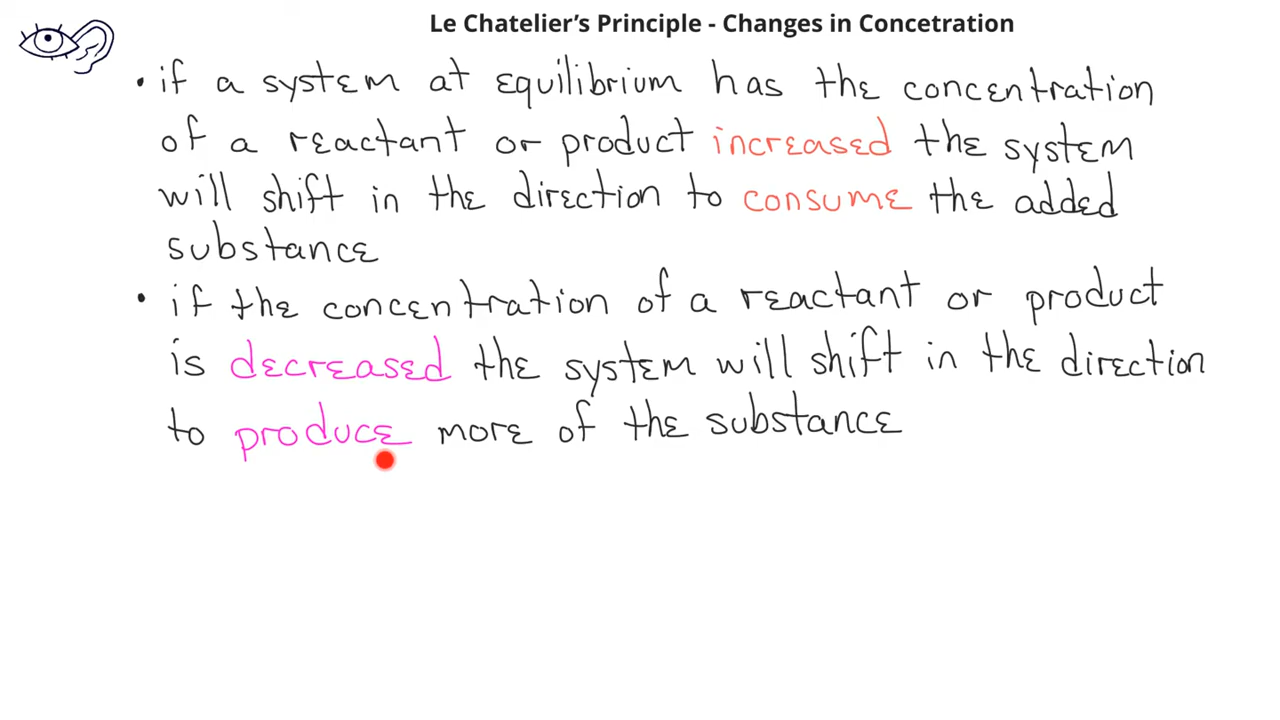 Le Chatelier’s Principle - Changes in Concetration
• if a system at equilibrium has the concentration
of a reactant or product increased the system
will shift in the direction to consume the added
substance
• if the concentration of a reactant or product
is decreased the system will shift in the direction
to produce more of the substance